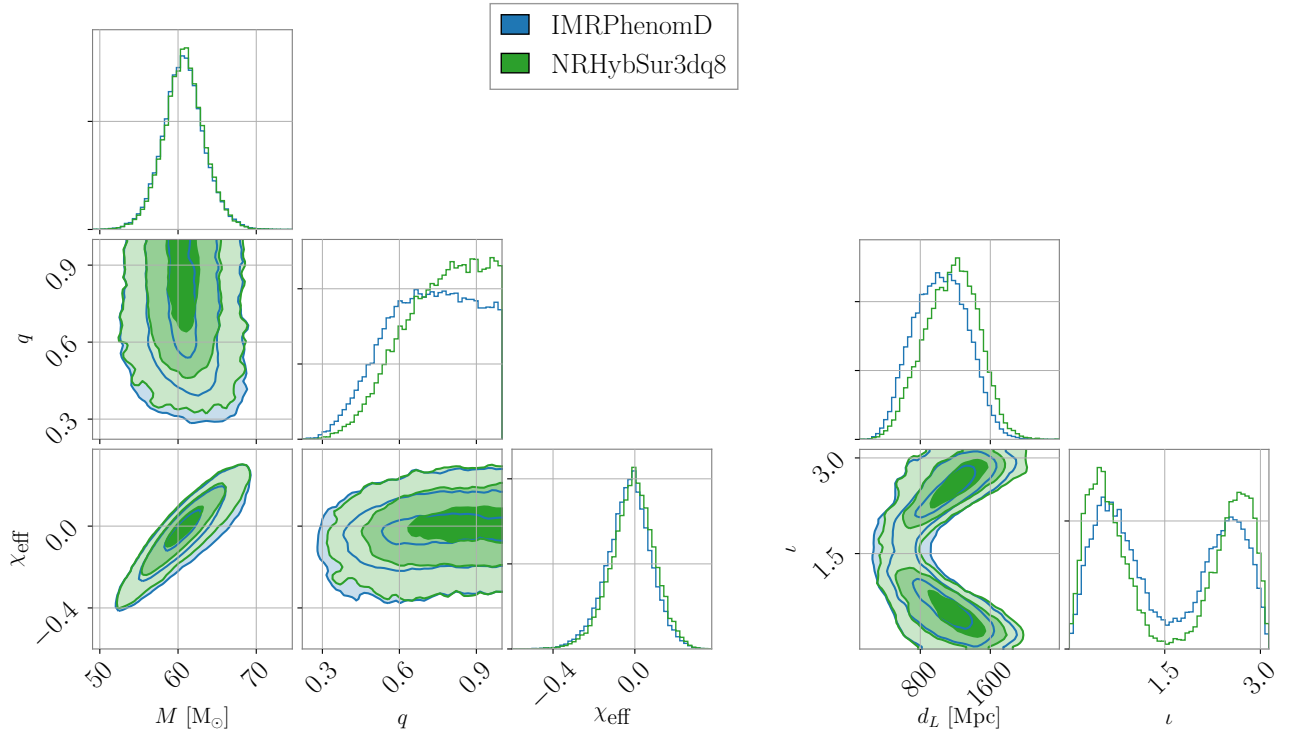 IMRPhenomD
NRHybSur3dq8
0.9
0.6
0.3
q
3.0
1.5
ι
0.0
−0.4
χeff
50
60
70
M [M⊙]
0.3
0.6
0.9
q
−0.4
0.0
χeff
800
1600
d_L [Mpc]
1.5
3.0
ι